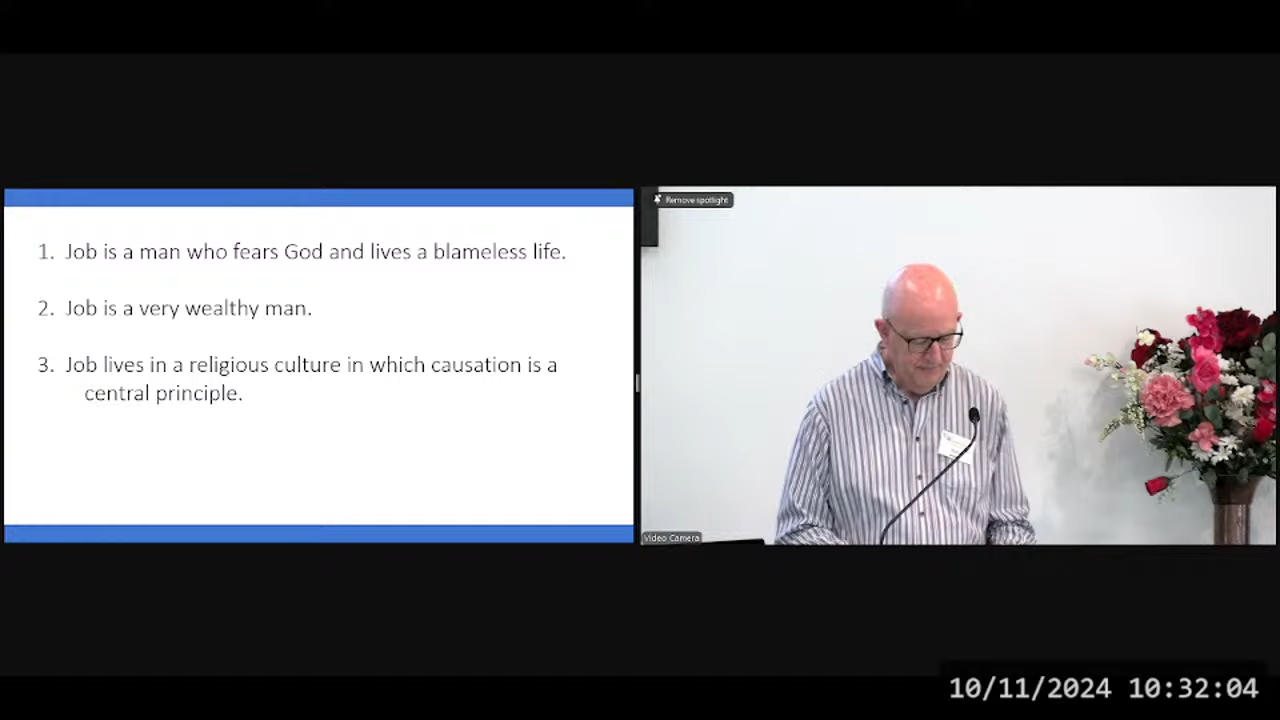 1. Job is a man who fears God and lives a blameless life.
2. Job is a very wealthy man.
3. Job lives in a religious culture in which causation is a
central principle.
Remove spotlight
Video Camera
10/11/2024 10:32:04